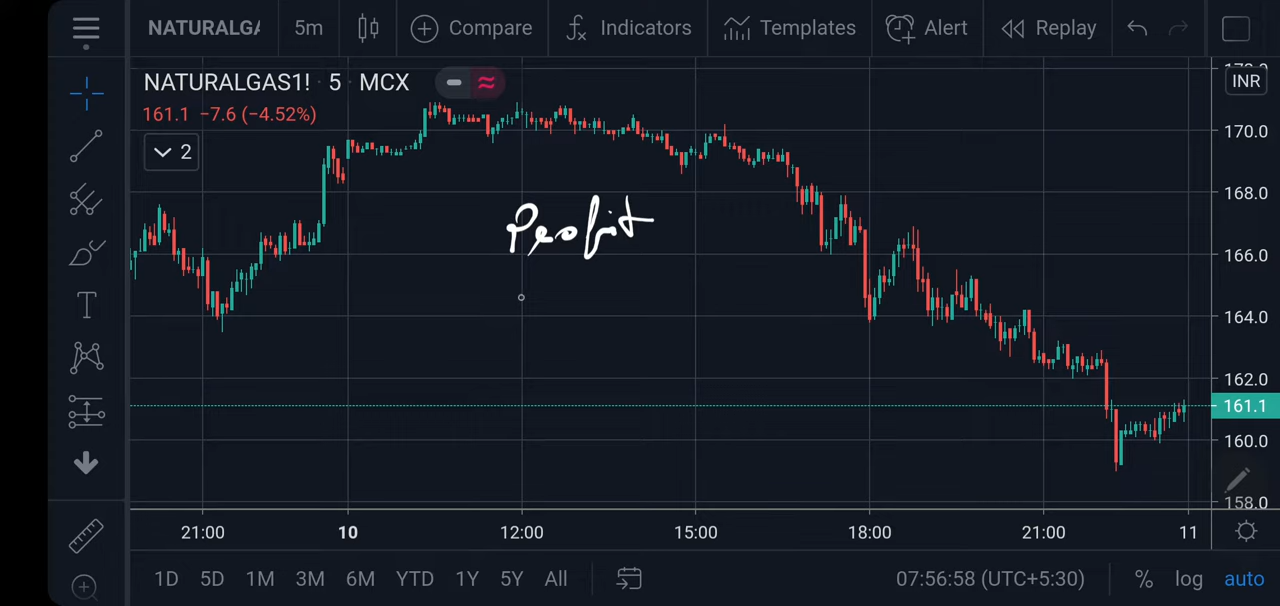 NATURALGA 5m Compare Indicators Templates Alert Replay
NATURALGAS1! · 5 · MCX
INR
161.1 −7.6 (−4.52%)
2
170.0
168.0
Profit
166.0
164.0
162.0
161.1
160.0
158.0
21:00 10 12:00 15:00 18:00 21:00 11
1D 5D 1M 3M 6M YTD 1Y 5Y All 07:56:58 (UTC+5:30) % log auto